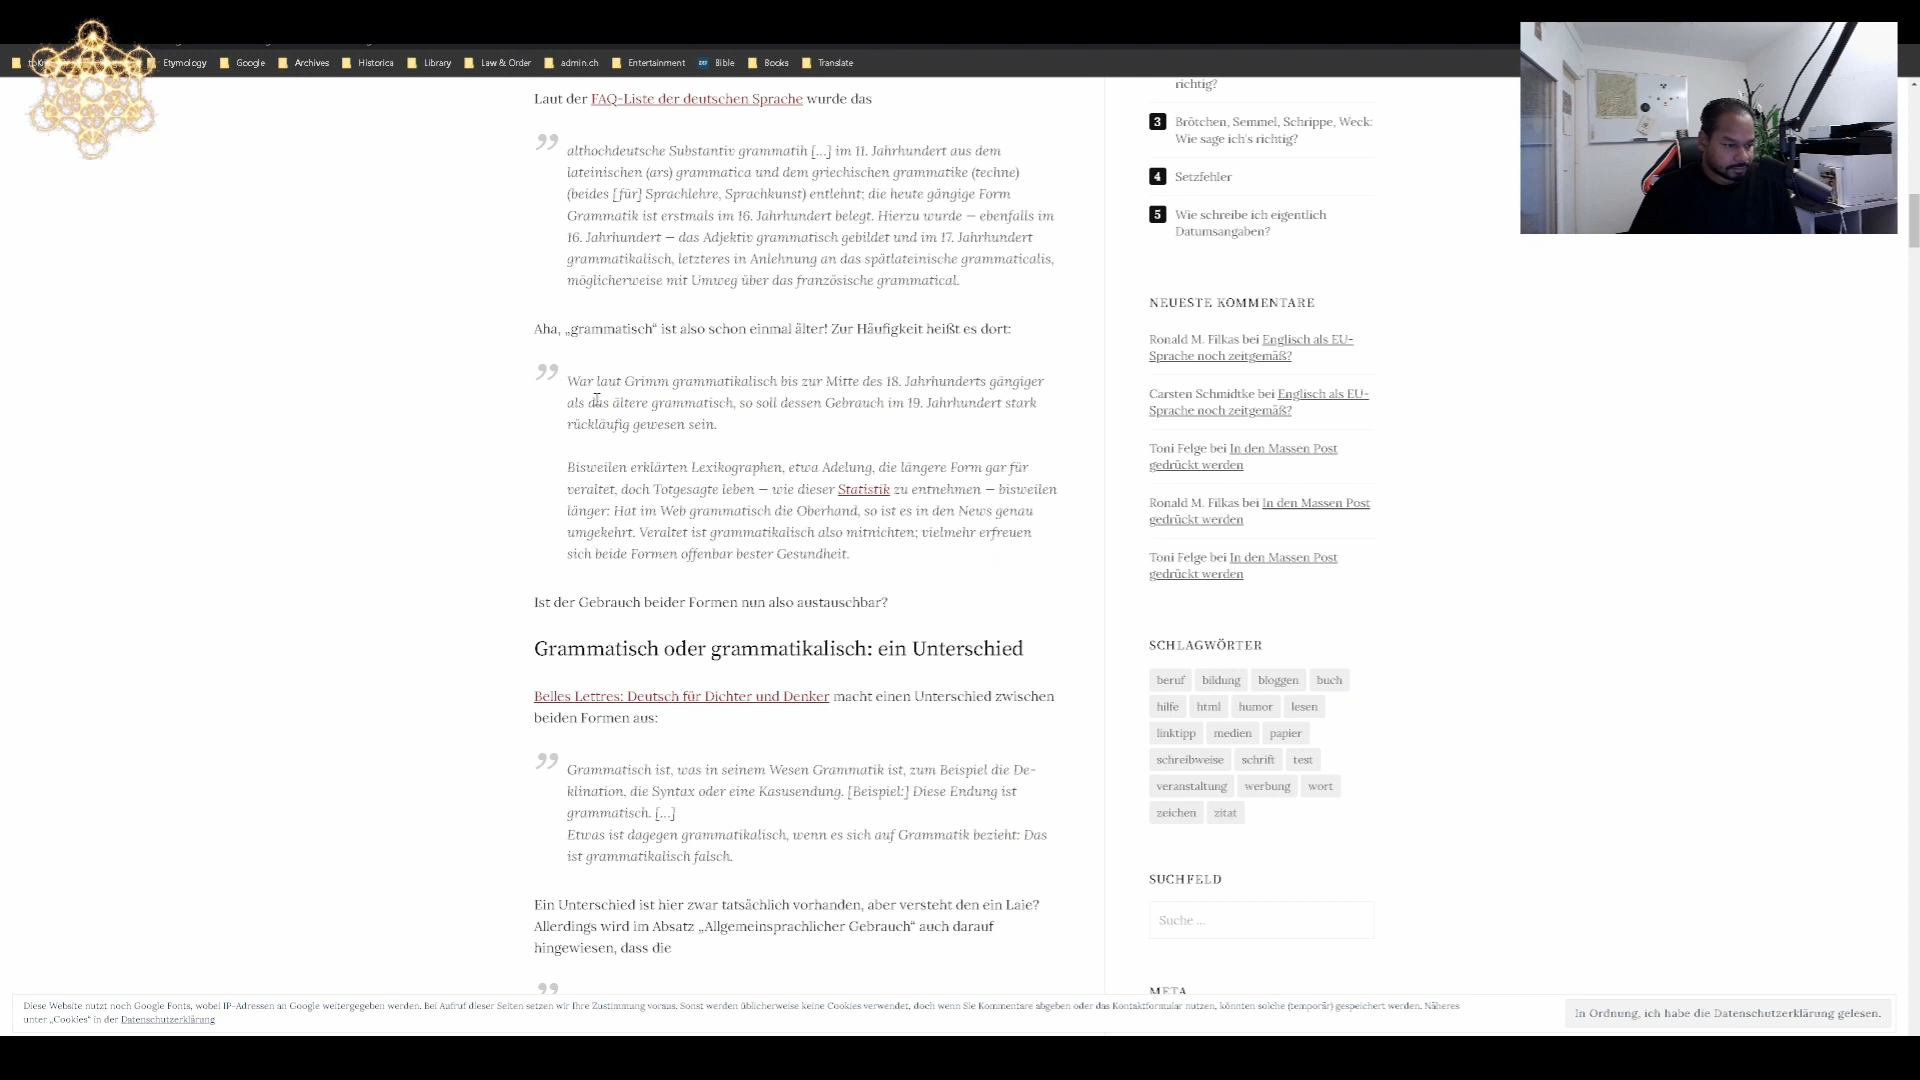 Etymology
Google
Archives
Historica
Library
Law & Order
admin.ch
Entertainment
Bible
Books
Translate
Laut der FAQ-Liste der deutschen Sprache wurde das
althochdeutsche Substantiv grammatih [...] im 11. Jahrhundert aus dem
lateinischen (ars) grammatica und dem griechischen grammatike (techne)
(beides [für] Sprachlehre, Sprachkunst) entlehnt; die heute gängige Form
Grammatik ist erstmals im 16. Jahrhundert belegt. Hierzu wurde – ebenfalls im
16. Jahrhundert – das Adjektiv grammatisch gebildet und im 17. Jahrhundert
grammatikalisch, letzteres in Anlehnung an das spätlateinische grammaticalis,
möglicherweise mit Umweg über das französische grammatical.
Aha, „grammatisch“ ist also schon einmal älter! Zur Häufigkeit heißt es dort:
War laut Grimm grammatikalisch bis zur Mitte des 18. Jahrhunderts gängiger
als das ältere grammatisch, so soll dessen Gebrauch im 19. Jahrhundert stark
rückläufig gewesen sein.
Bisweilen erklärten Lexikographen, etwa Adelung, die längere Form gar für
veraltet, doch Totgesagte leben – wie dieser Statistik zu entnehmen – bisweilen
länger: Hat im Web grammatisch die Oberhand, so ist es in den News genau
umgekehrt. Veraltet ist grammatikalisch also mitnichten; vielmehr erfreuen
sich beide Formen offenbar bester Gesundheit.
Ist der Gebrauch beider Formen nun also austauschbar?
Grammatisch oder grammatikalisch: ein Unterschied
Belles Lettres: Deutsch für Dichter und Denker macht einen Unterschied zwischen
beiden Formen aus:
Grammatisch ist, was in seinem Wesen Grammatik ist, zum Beispiel die De-
klination, die Syntax oder eine Kasusendung. [Beispiel:] Diese Endung ist
grammatisch. [...]
Etwas ist dagegen grammatikalisch, wenn es sich auf Grammatik bezieht: Das
ist grammatikalisch falsch.
Ein Unterschied ist hier zwar tatsächlich vorhanden, aber versteht den ein Laie?
Allerdings wird im Absatz „Allgemeinsprachlicher Gebrauch“ auch darauf
hingewiesen, dass die
richtig?
3 Brötchen, Semmel, Schrippe, Weck:
Wie sage ich's richtig?
4 Setzfehler
5 Wie schreibe ich eigentlich
Datumsangaben?
NEUESTE KOMMENTARE
Ronald M. Filkas bei Englisch als EU-
Sprache noch zeitgemäß?
Carsten Schmidtke bei Englisch als EU-
Sprache noch zeitgemäß?
Toni Felge bei In den Massen Post
gedrückt werden
Ronald M. Filkas bei In den Massen Post
gedrückt werden
Toni Felge bei In den Massen Post
gedrückt werden
SCHLAGWÖRTER
beruf bildung bloggen buch
hilfe html humor lesen
linktipp medien papier
schreibweise schrift test
veranstaltung werbung wort
zeichen zitat
SUCHFELD
Suche ...
META
Diese Website nutzt noch Google Fonts, wobei IP-Adressen an Google weitergegeben werden. Bei Aufruf dieser Seiten setzen wir Ihre Zustimmung voraus. Sonst werden üblicherweise keine Cookies verwendet, doch wenn Sie Kommentare abgeben oder das Kontaktformular nutzen, könnten solche (temporär) gespeichert werden. Näheres
unter „Cookies“ in der Datenschutzerklärung
In Ordnung, ich habe die Datenschutzerklärung gelesen.